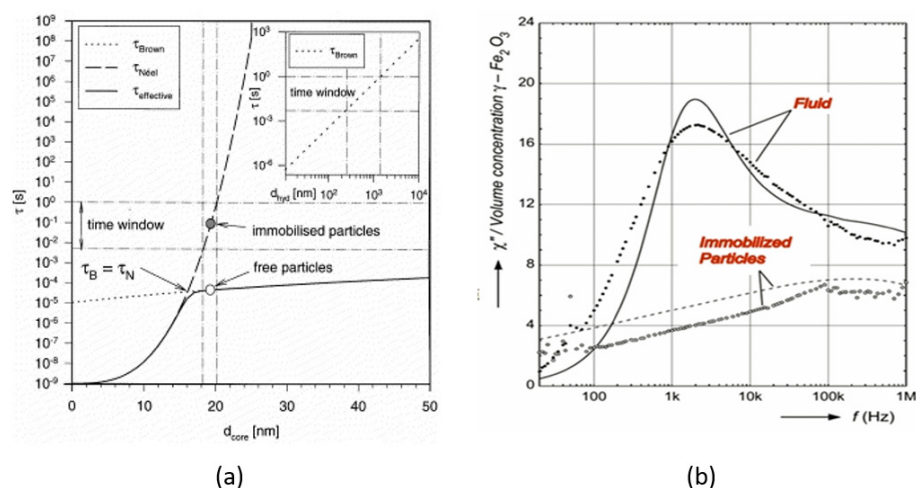 10⁹
10⁸
10⁷
10⁶
10⁵
10⁴
10³
10²
10¹
10⁰
10⁻¹
10⁻²
10⁻³
10⁻⁴
10⁻⁵
10⁻⁶
10⁻⁷
10⁻⁸
10⁻⁹
τ [s]
τBrown
τNéel
τeffective
10³
10⁰
10⁻³
10⁻⁶
τ [s]
τBrown
time window
10² 10³ 10⁴
dhyd [nm]
time window
immobilised particles
free particles
τB = τN
0 10 20 30 40 50
dcore [nm]
(a)
χ"/ Volume concentration γ - Fe₂O₃
24
20
16
12
8
4
0
Fluid
Immobilized
Particles
100 1k 10k 100k 1M
f (Hz)
(b)